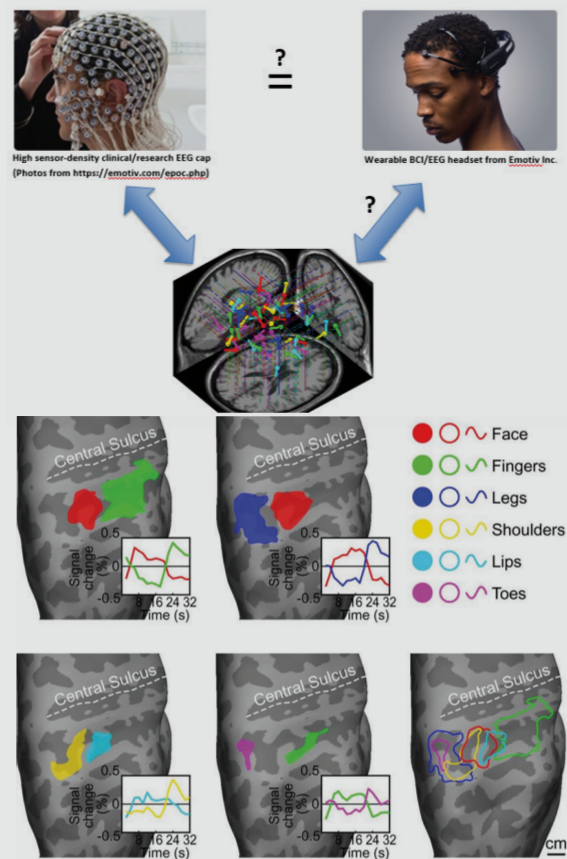 ?
=
High sensor-density clinical/research EEG cap
(Photos from https://emotiv.com/epoc.php)
Wearable BCI/EEG headset from Emotiv Inc.
?
Central Sulcus
0.5
Signal change (%)
-0.5
8 16 24 32
Time (s)
Central Sulcus
0.5
Signal change (%)
-0.5
8 16 24 32
Time (s)
Face
Fingers
Legs
Shoulders
Lips
Toes
Central Sulcus
0.5
Signal change (%)
-0.5
8 16 24 32
Time (s)
Central Sulcus
0.5
Signal change (%)
-0.5
8 16 24 32
Time (s)
Central Sulcus
cm